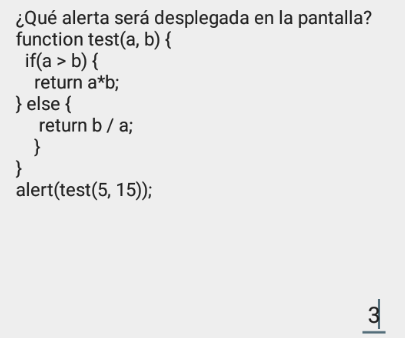 ¿Qué alerta será desplegada en la pantalla?
function test(a, b) {
if(a > b) {
return a*b;
} else {
return b / a;
}
}
alert(test(5, 15));
3